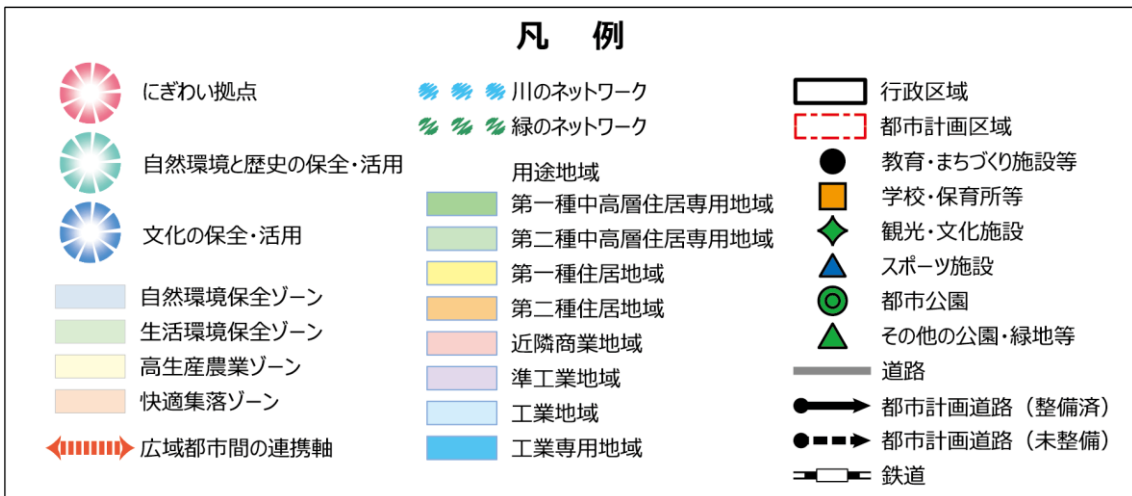 凡 例
にぎわい拠点
自然環境と歴史の保全・活用
文化の保全・活用
自然環境保全ゾーン
生活環境保全ゾーン
高生産農業ゾーン
快適集落ゾーン
広域都市間の連携軸
川のネットワーク
緑のネットワーク
用途地域
第一種中高層住居専用地域
第二種中高層住居専用地域
第一種住居地域
第二種住居地域
近隣商業地域
準工業地域
工業地域
工業専用地域
行政区域
都市計画区域
教育・まちづくり施設等
学校・保育所等
観光・文化施設
スポーツ施設
都市公園
その他の公園・緑地等
道路
都市計画道路（整備済）
都市計画道路（未整備）
鉄道